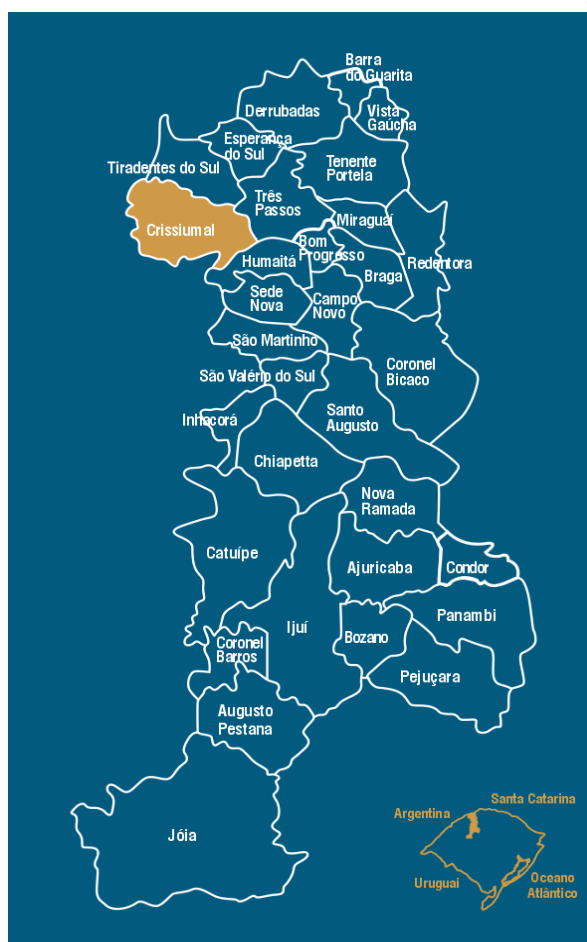 Barra
do Guarita
Derrubadas
Vista
Gaúcha
Esperança
do Sul
Tenente
Portela
Tiradentes do Sul
Três
Passos
Miraguaí
Crissiumal
Bom
Progresso
Humaitá
Redentora
Braga
Sede
Nova
Campo
Novo
São Martinho
Coronel
Bicaco
São Valério do Sul
Santo
Augusto
Inhacorá
Chiapetta
Nova
Ramada
Catuípe
Ajuricaba
Condor
Panambi
Ijuí
Bozano
Coronel
Barros
Pejuçara
Augusto
Pestana
Jóia
Santa Catarina
Argentina
Uruguai
Oceano
Atlântico